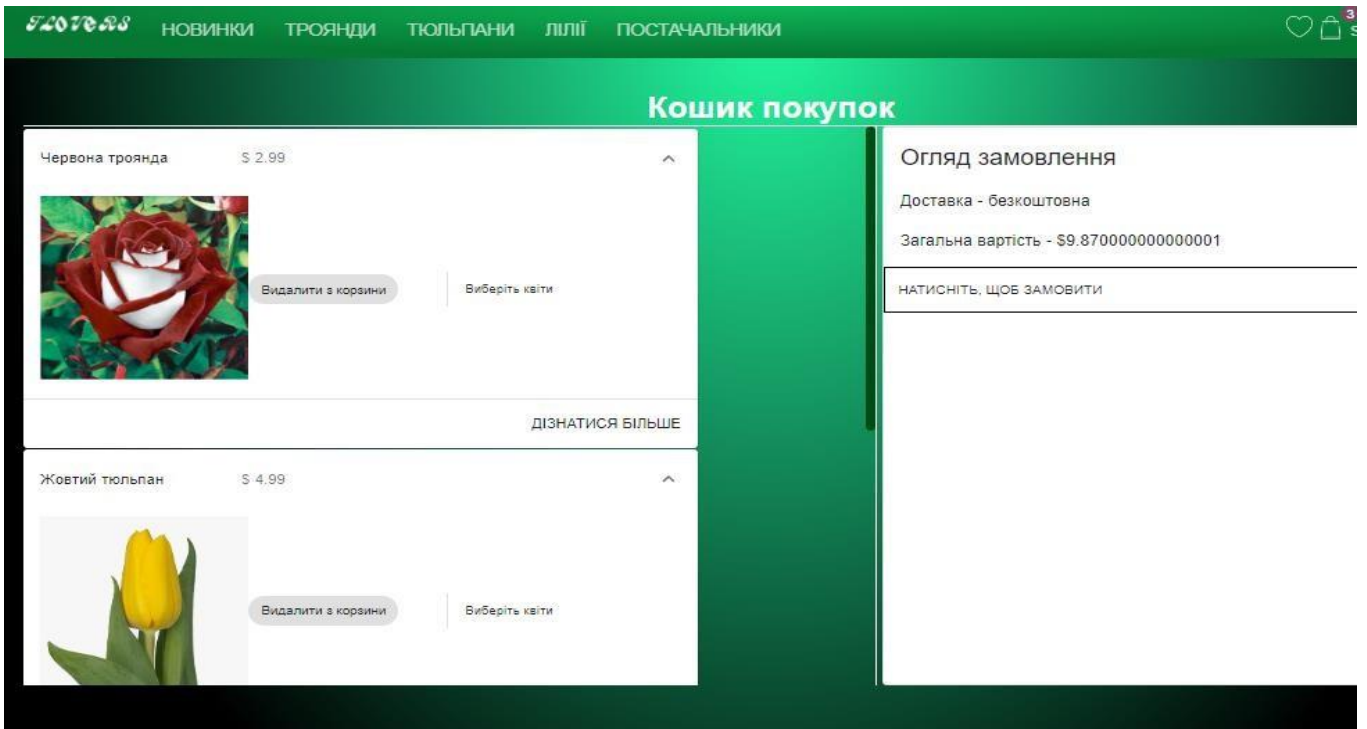 FLOVERS НОВИНКИ ТРОЯНДИ ТЮЛЬПАНИ ЛІЛІЇ ПОСТАЧАЛЬНИКИ 3
Кошик покупок
Червона троянда $ 2.99
Видалити з корзини Виберіть квіти
ДІЗНАТИСЯ БІЛЬШЕ
Жовтий тюльпан $ 4.99
Видалити з корзини Виберіть квіти
Огляд замовлення
Доставка - безкоштовна
Загальна вартість - $9.870000000000001
НАТИСНІТЬ, ЩОБ ЗАМОВИТИ